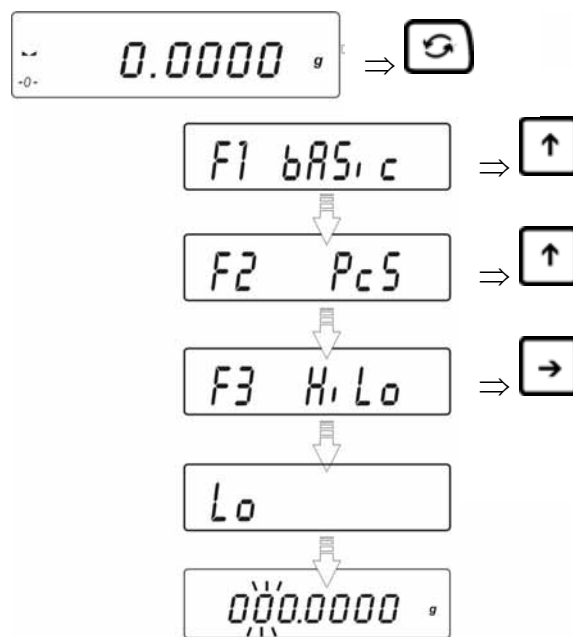 0.0000 g
-0-
F1 bASic
F2 PcS
F3 HiLo
Lo
000.0000 g